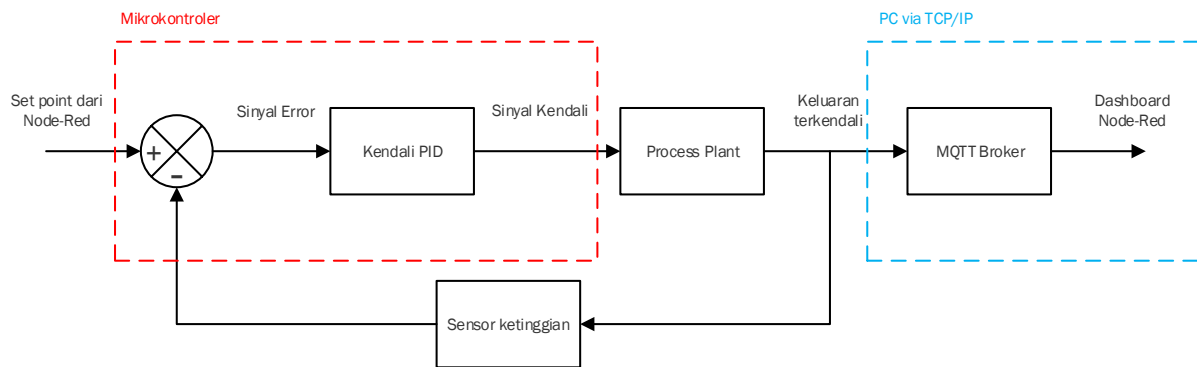 Mikrokontroler
PC via TCP/IP
Set point dari
Node-Red
+
-
Sinyal Error
Kendali PID
Sinyal Kendali
Process Plant
Keluaran
terkendali
MQTT Broker
Dashboard
Node-Red
Sensor ketinggian